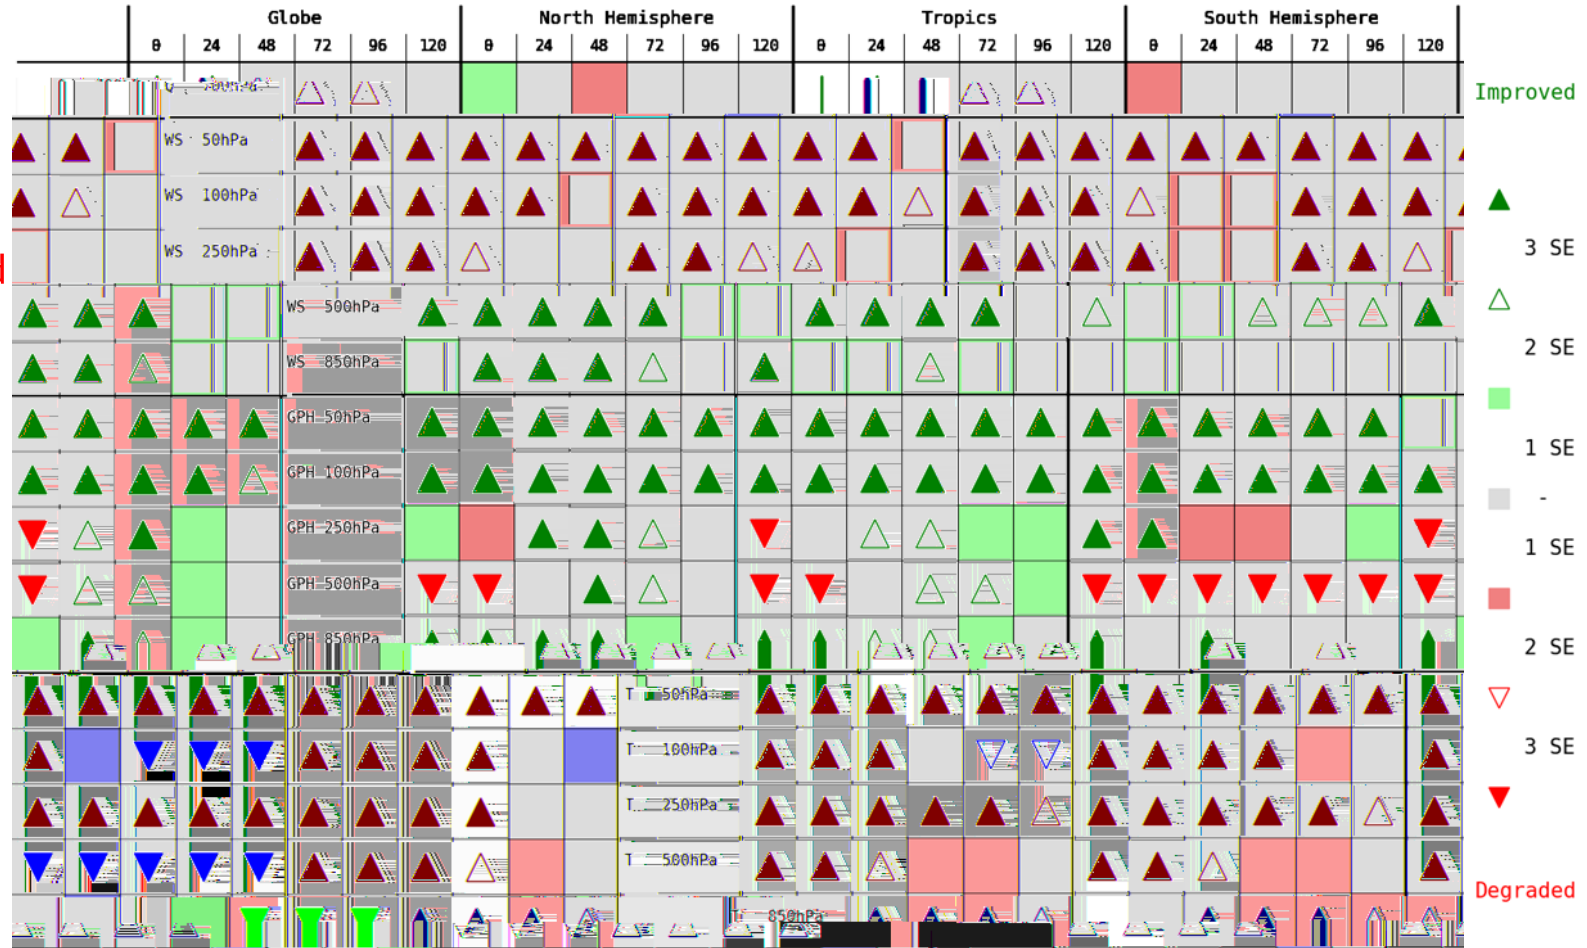 Globe North Hemisphere Tropics South Hemisphere
0 24 48 72 96 120 0 24 48 72 96 120 0 24 48 72 96 120 0 24 48 72 96 120
Improved
WS 50hPa
WS 100hPa
3 SE
WS 250hPa
WS 500hPa
2 SE
WS 850hPa
GPH 50hPa
1 SE
GPH 100hPa
-
GPH 250hPa
1 SE
GPH 500hPa
GPH 850hPa
2 SE
T 50hPa
T 100hPa
3 SE
T 250hPa
T 500hPa
Degraded
T 850hPa